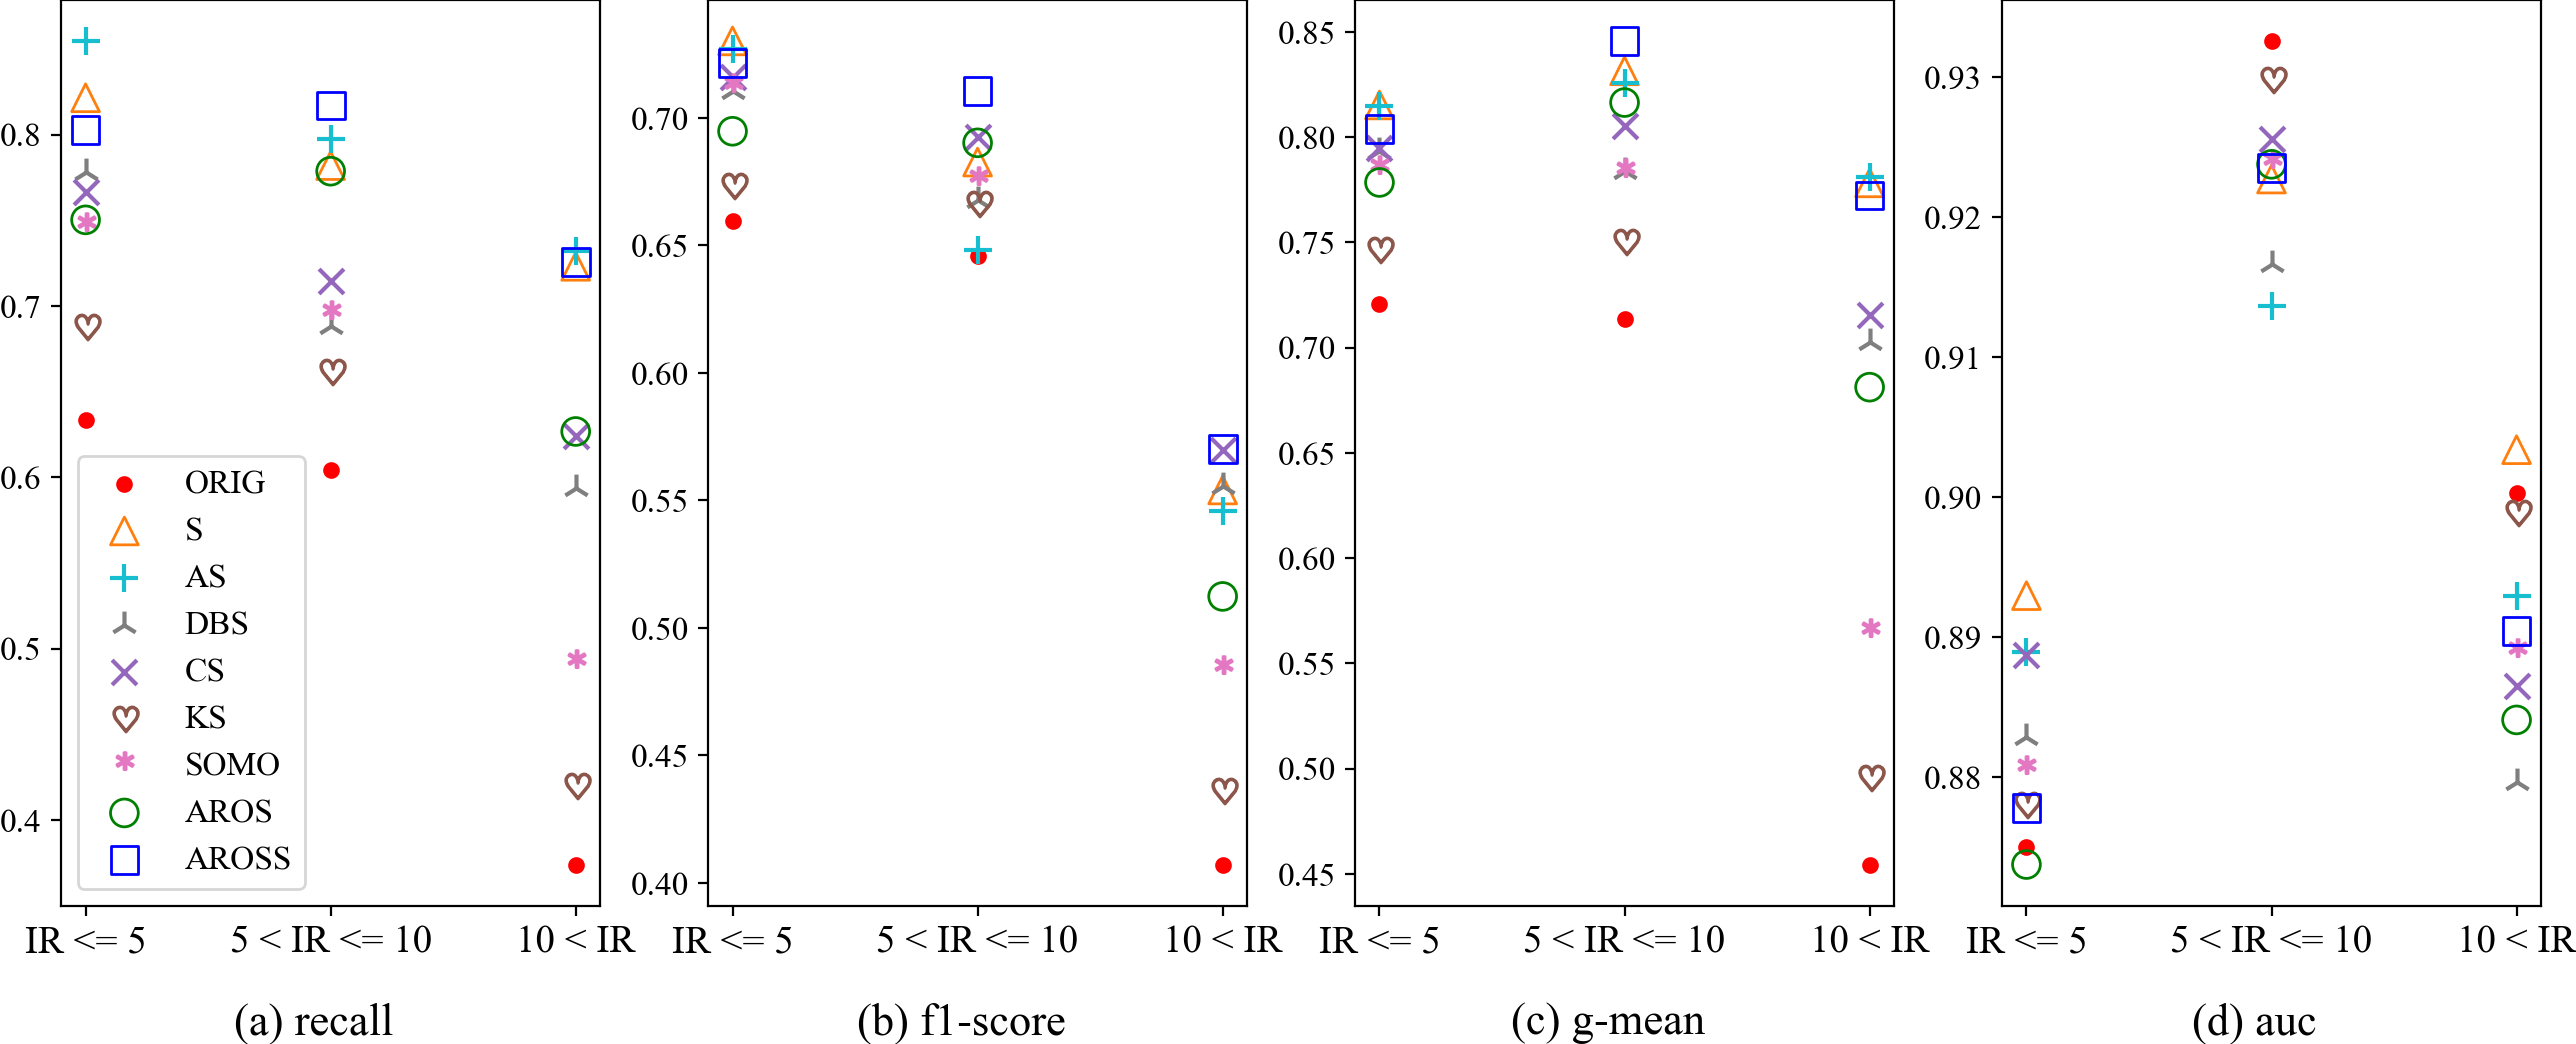 0.8
0.7
0.6
0.5
0.4
ORIG
S
AS
DBS
CS
KS
SOMO
AROS
AROSS
IR <= 5
5 < IR <= 10
10 < IR
(a) recall
0.70
0.65
0.60
0.55
0.50
0.45
0.40
IR <= 5
5 < IR <= 10
10 < IR
(b) f1-score
0.85
0.80
0.75
0.70
0.65
0.60
0.55
0.50
0.45
IR <= 5
5 < IR <= 10
10 < IR
(c) g-mean
0.93
0.92
0.91
0.90
0.89
0.88
IR <= 5
5 < IR <= 10
10 < IR
(d) auc